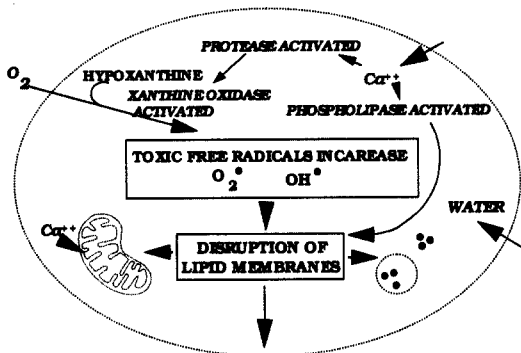 PROTEASE ACTIVATED
O2
HYPOXANTHINE
Ca++
XANTHINE OXIDASE
ACTIVATED
PHOSPHOLIPASE ACTIVATED
TOXIC FREE RADICALS INCAREASE
O2• OH•
WATER
Ca++
DISRUPTION OF
LIPID MEMBRANES